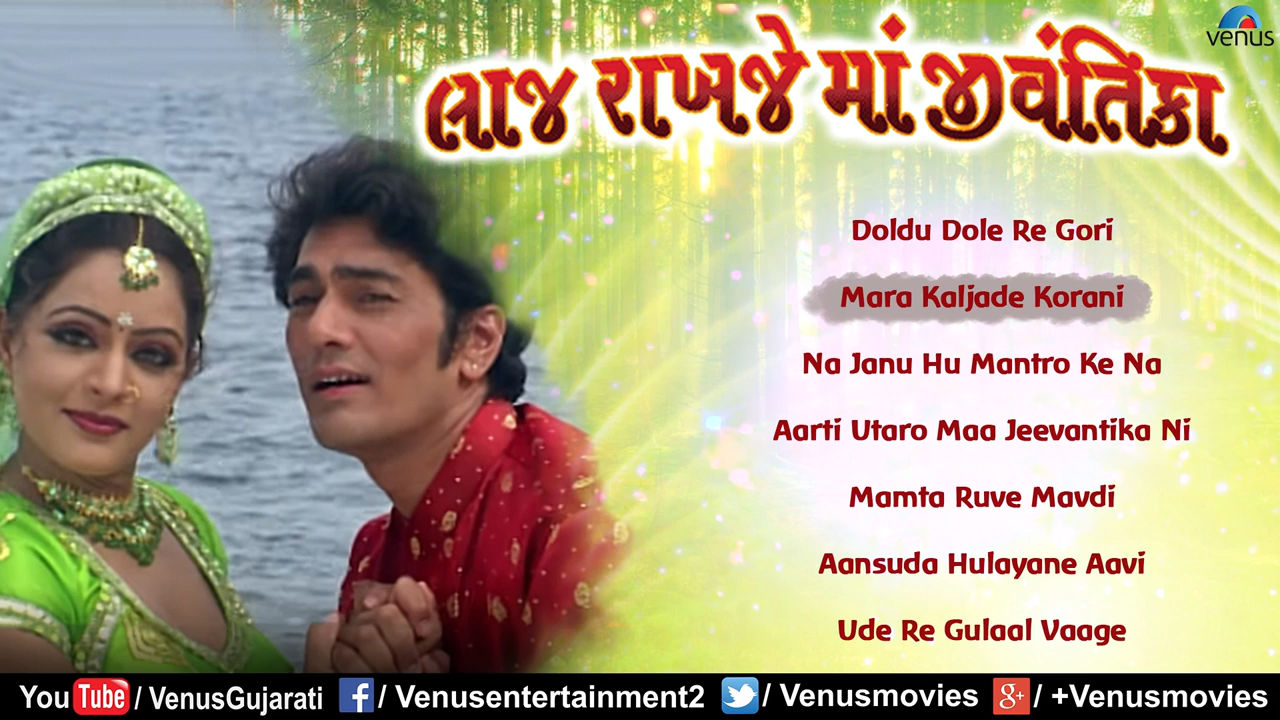 VENUS
લાજ રાખજે માં જીવંતિકા
Doldu Dole Re Gori
Mara Kaljade Korani
Na Janu Hu Mantro Ke Na
Aarti Utaro Maa Jeevantika Ni
Mamta Ruve Mavdi
Aansuda Hulayane Aavi
Ude Re Gulaal Vaage
You Tube / VenusGujarati f / Venusentertainment2 / Venusmovies g+ / +Venusmovies